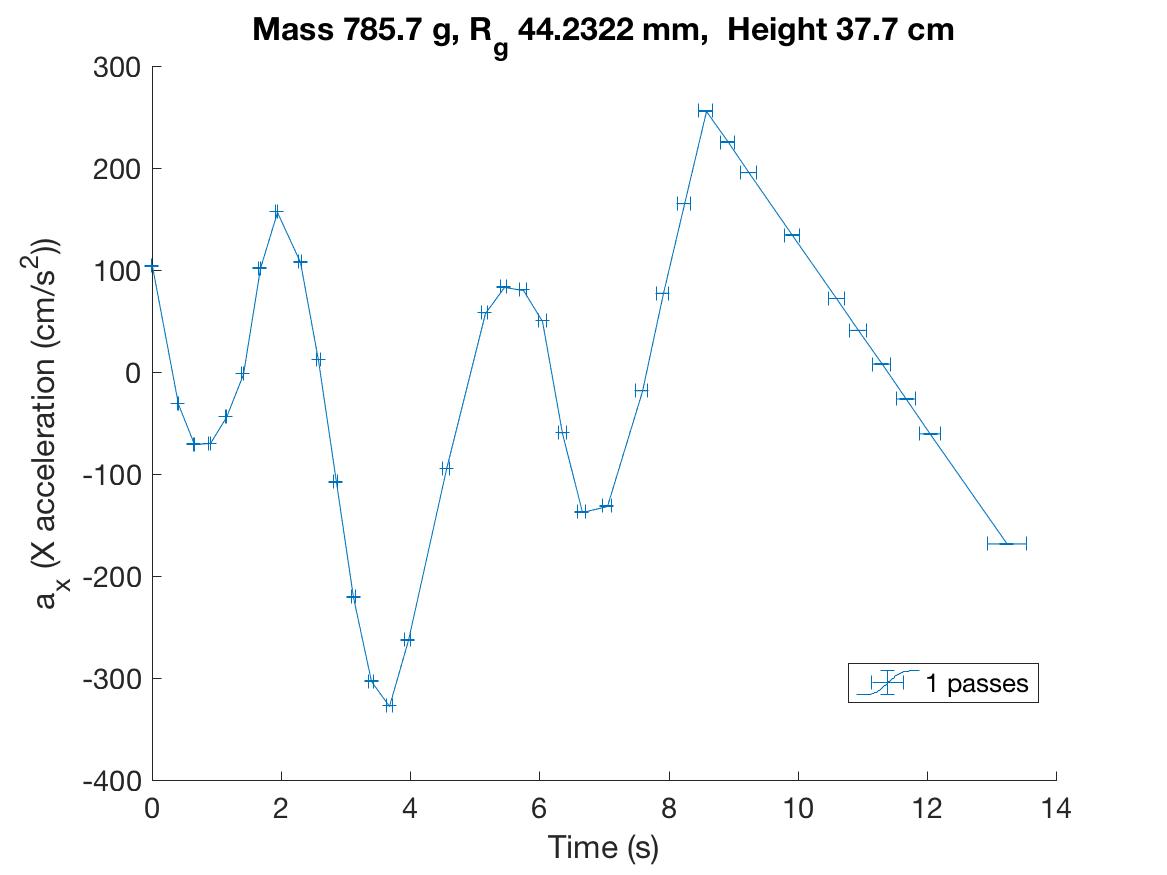 Mass 785.7 g, Rg 44.2322 mm,  Height 37.7 cm
300
200
100
0
-100
-200
-300
-400
ax (X acceleration (cm/s2))
1 passes
0 2 4 6 8 10 12 14
Time (s)